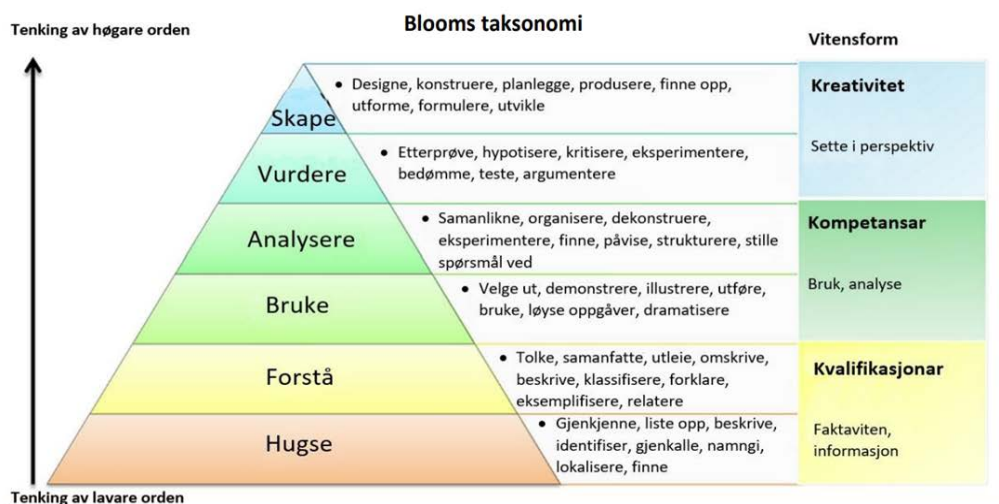 Blooms taksonomi
Tenking av høgare orden
Vitensform
Skape
• Designe, konstruere, planlegge, produsere, finne opp,
utforme, formulere, utvikle
Kreativitet
Sette i perspektiv
Vurdere
• Etterprøve, hypotisere, kritisere, eksperimentere,
bedømme, teste, argumentere
Analysere
• Samanlikne, organisere, dekonstruere,
eksperimentere, finne, påvise, strukturere, stille
spørsmål ved
Kompetansar
Bruk, analyse
Bruke
• Velge ut, demonstrere, illustrere, utføre,
bruke, løyse oppgåver, dramatisere
Forstå
• Tolke, samanfatte, utleie, omskrive,
beskrive, klassifisere, forklare,
eksemplifisere, relatere
Kvalifikasjonar
Faktaviten,
informasjon
Hugse
• Gjenkjenne, liste opp, beskrive,
identifiser, gjenkalle, namngi,
lokalisere, finne
Tenking av lavare orden